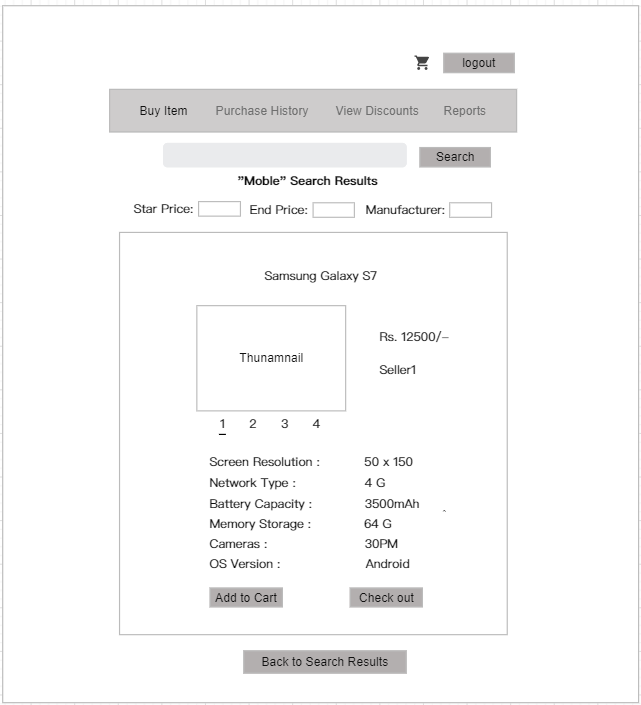 logout
Buy Item Purchase History View Discounts Reports
Search
"Moble" Search Results
Star Price: End Price: Manufacturer:
Samsung Galaxy S7
Thunamnail
Rs. 12500/–
Seller1
1 2 3 4
Screen Resolution : 50 x 150
Network Type : 4 G
Battery Capacity : 3500mAh
Memory Storage : 64 G
Cameras : 30PM
OS Version : Android
Add to Cart Check out
Back to Search Results